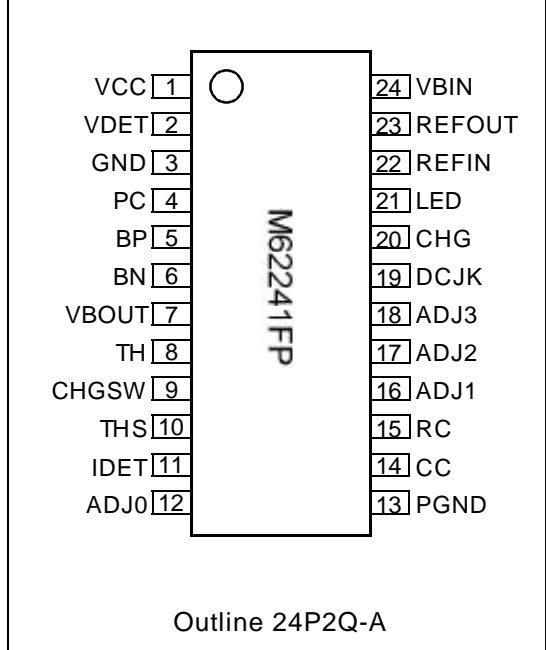 VCC 1
VDET 2
GND 3
PC 4
BP 5
BN 6
VBOUT 7
TH 8
CHGSW 9
THS 10
IDET 11
ADJ0 12
M62241FP
24 VBIN
23 REFOUT
22 REFIN
21 LED
20 CHG
19 DCJK
18 ADJ3
17 ADJ2
16 ADJ1
15 RC
14 CC
13 PGND
Outline 24P2Q-A